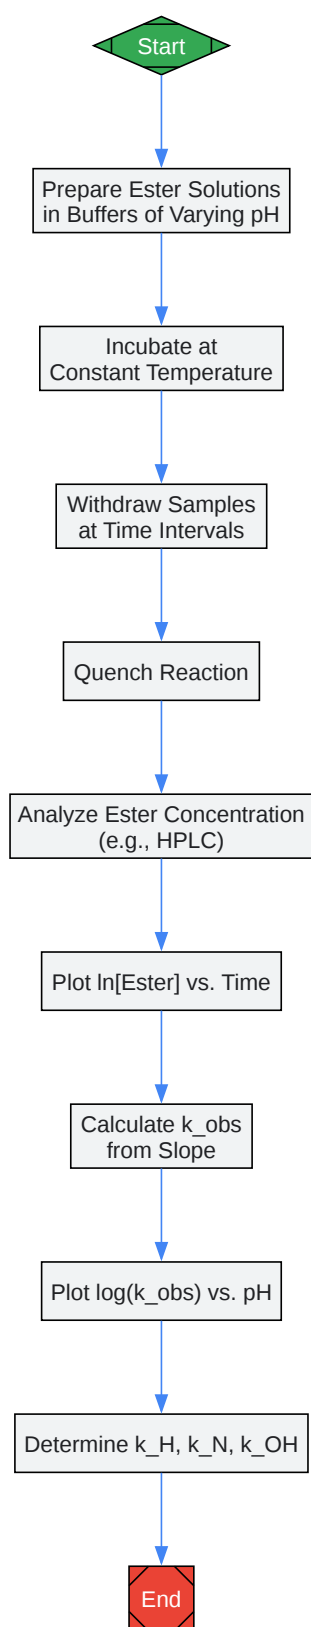 Start
Prepare Ester Solutions
in Buffers of Varying pH
Incubate at
Constant Temperature
Withdraw Samples
at Time Intervals
Quench Reaction
Analyze Ester Concentration
(e.g., HPLC)
Plot ln[Ester] vs. Time
Calculate k_obs
from Slope
Plot log(k_obs) vs. pH
Determine k_H, k_N, k_OH
End